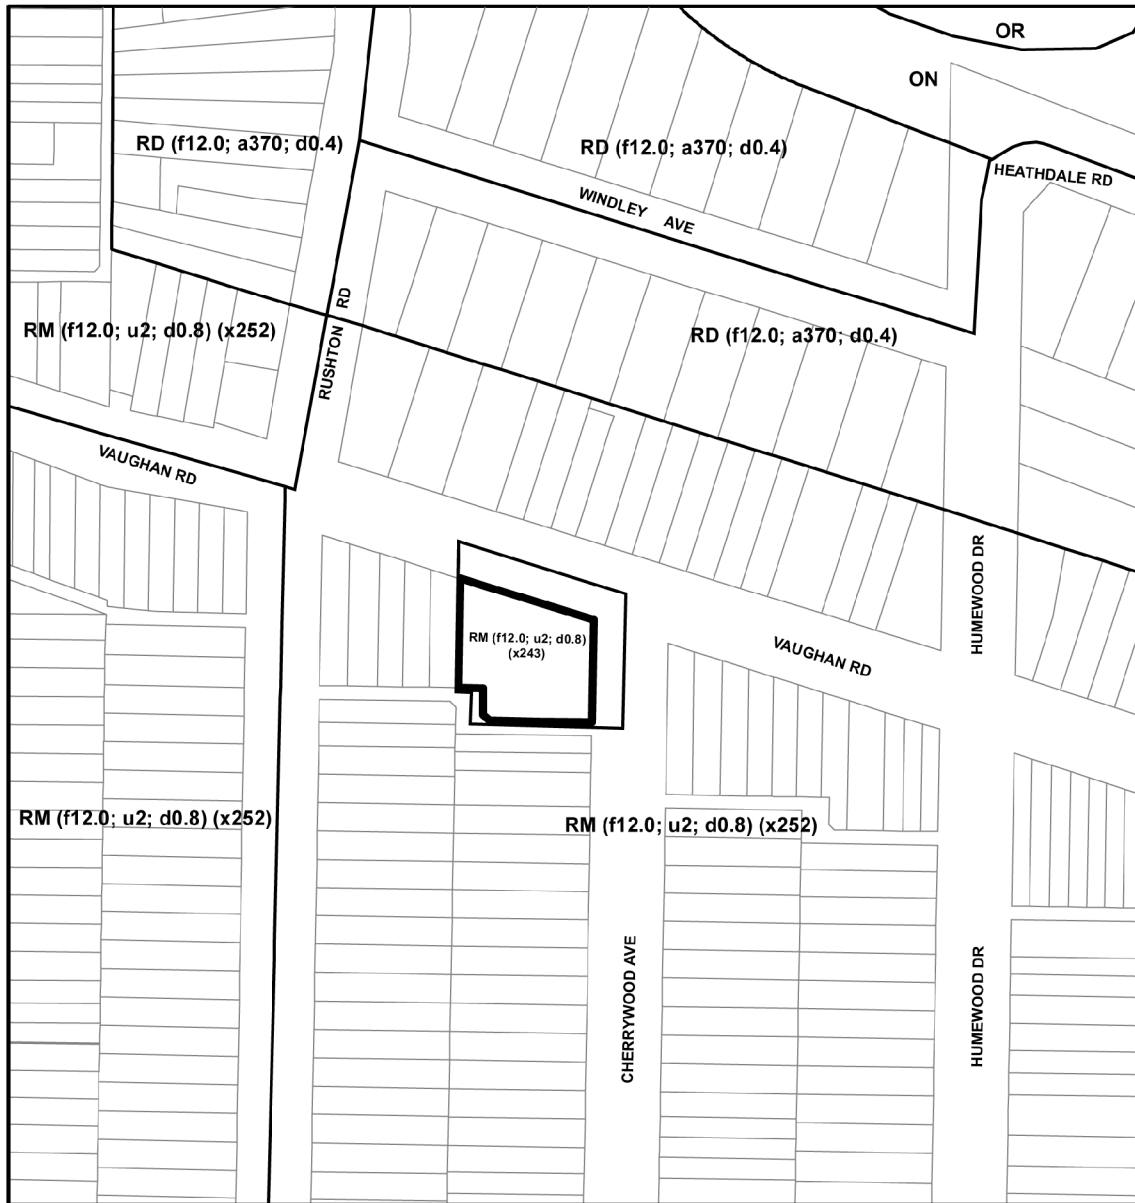 OR
ON
RD (f12.0; a370; d0.4)
RD (f12.0; a370; d0.4)
HEATHDALE RD
WINDLEY AVE
RUSHTON RD
RM (f12.0; u2; d0.8) (x252)
RD (f12.0; a370; d0.4)
VAUGHAN RD
HUMEWOOD DR
RM (f12.0; u2; d0.8)
(x243)
VAUGHAN RD
RM (f12.0; u2; d0.8) (x252)
RM (f12.0; u2; d0.8) (x252)
CHERRYWOOD AVE
HUMEWOOD DR